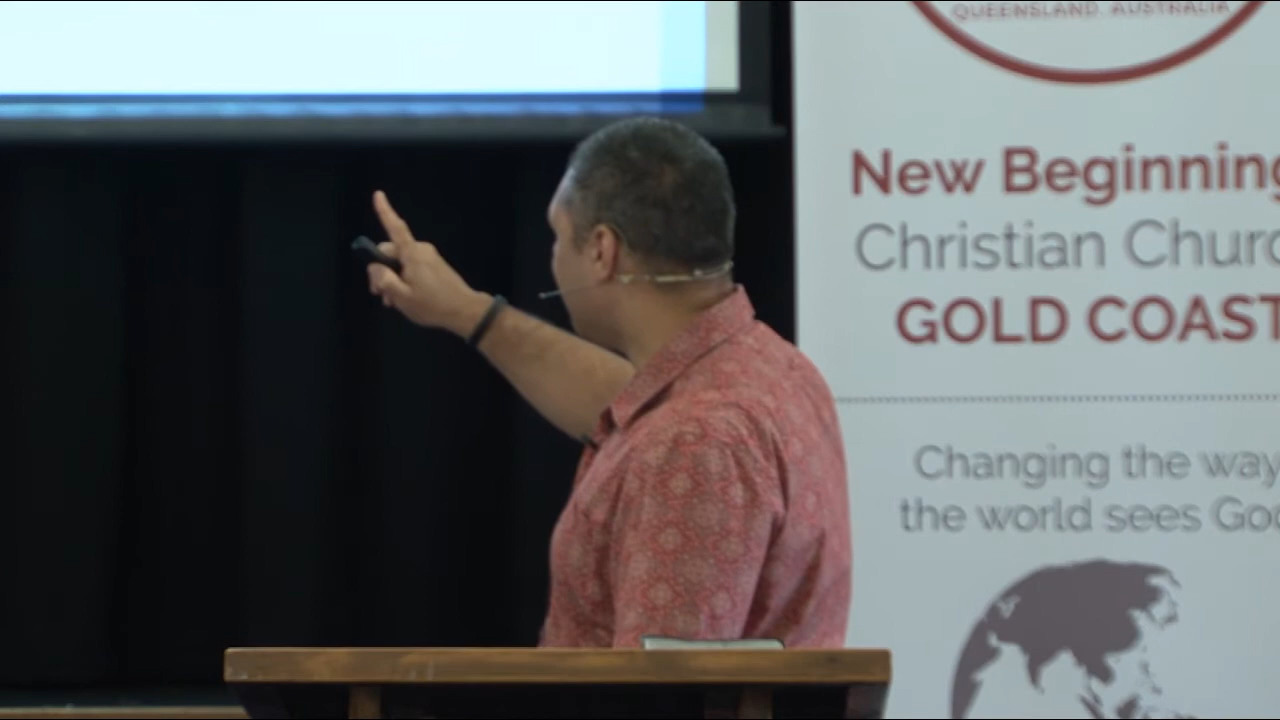 QUEENSLAND, AUSTRALIA
New Beginning
Christian Churc
GOLD COAST
Changing the way
the world sees Go